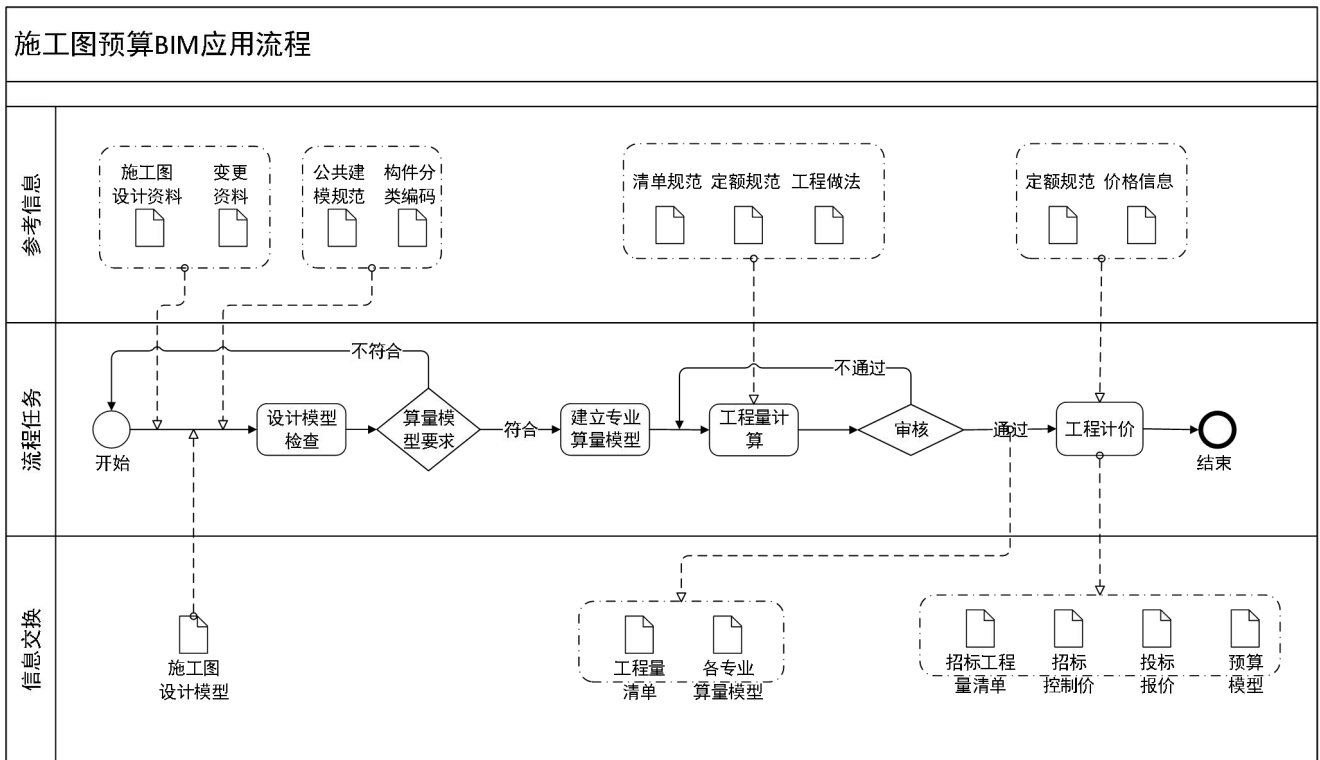 施工图预算BIM应用流程
参考信息
施工图
设计资料
变更
资料
公共建
模规范
构件分
类编码
清单规范
定额规范
工程做法
定额规范
价格信息
流程任务
不符合
不通过
开始
设计模型
检查
算量模
型要求
符合
建立专业
算量模型
工程量计
算
审核
通过
工程计价
结束
信息交换
施工图
设计模型
工程量
清单
各专业
算量模型
招标工程
量清单
招标
控制价
投标
报价
预算
模型